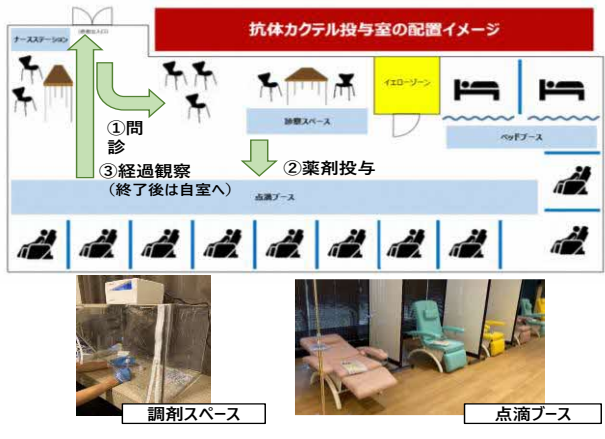 抗体カクテル投与室の配置イメージ
ナースステーション
イエローゾーン
診察スペース
ベッドブース
①問
診
②薬剤投与
③経過観察
（終了後は自室へ）
点滴ブース
調剤スペース
点滴ブース